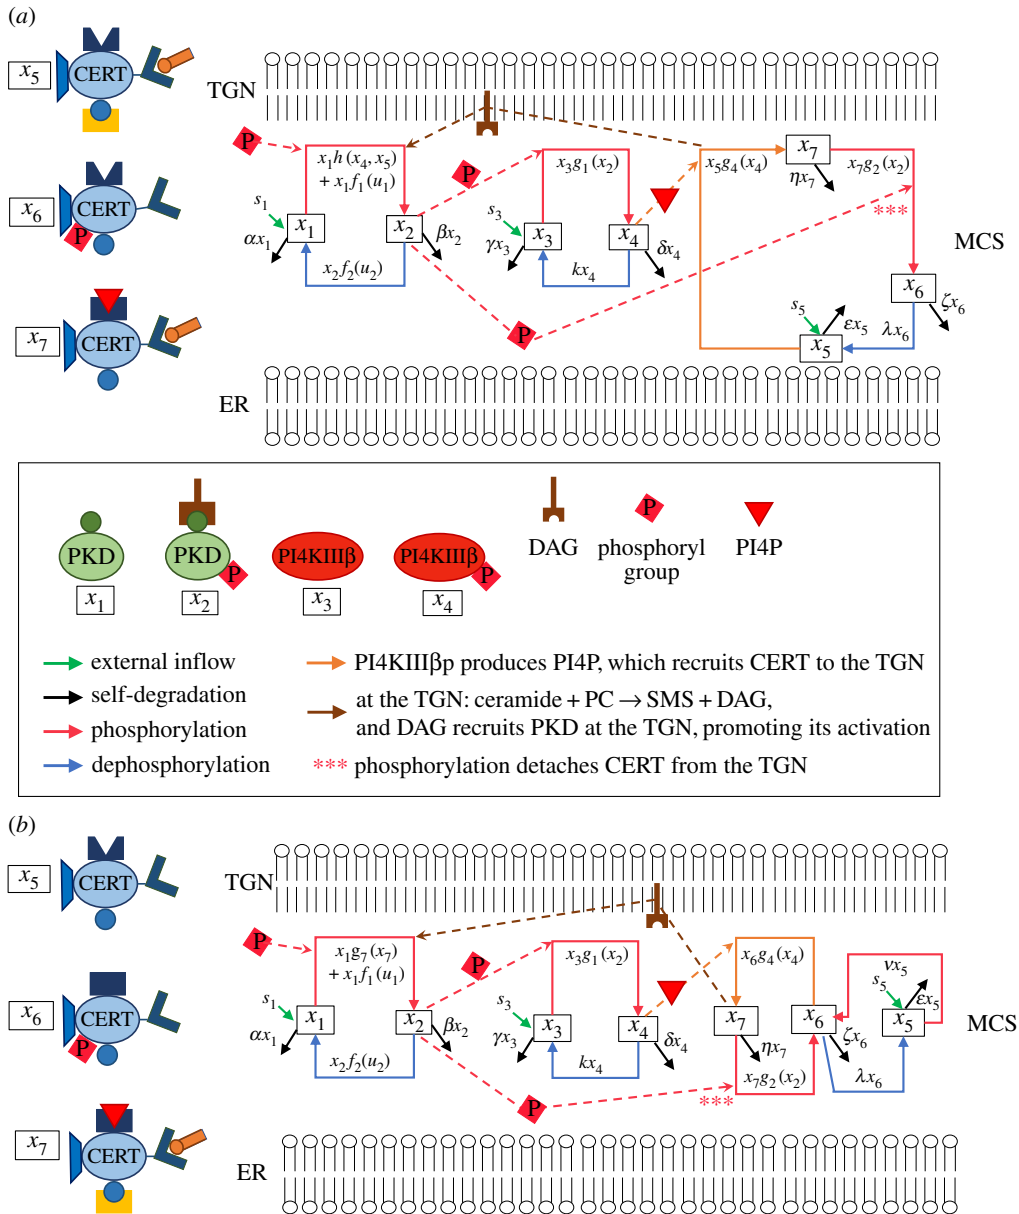 (a)
x5
CERT
x6
CERT
P
x7
CERT
TGN
P
x1h(x4, x5)
+ x1f1(u1)
s1
αx1
x1
x2
βx2
x2f2(u2)
P
x3g1(x2)
s3
γx3
x3
x4
δx4
kx4
P
x5g4(x4)
x7
ηx7
x7g2(x2)
***
MCS
x6
ζx6
s5
εx5
λx6
x5
ER
PKD
x1
PKD
P
x2
PI4KIIIβ
x3
PI4KIIIβ
P
x4
DAG
P
phosphoryl
group
PI4P
external inflow
self-degradation
phosphorylation
dephosphorylation
PI4KIIIβp produces PI4P, which recruits CERT to the TGN
at the TGN: ceramide + PC → SMS + DAG,
and DAG recruits PKD at the TGN, promoting its activation
*** phosphorylation detaches CERT from the TGN
(b)
x5
CERT
x6
CERT
P
x7
CERT
TGN
P
x1g7(x7)
+ x1f1(u1)
s1
αx1
x1
x2
βx2
x2f2(u2)
P
x3g1(x2)
s3
γx3
x3
x4
δx4
kx4
P
x6g4(x4)
x7
ηx7
x7g2(x2)
***
x6
ζx6
λx6
νx5
s5
εx5
x5
MCS
ER